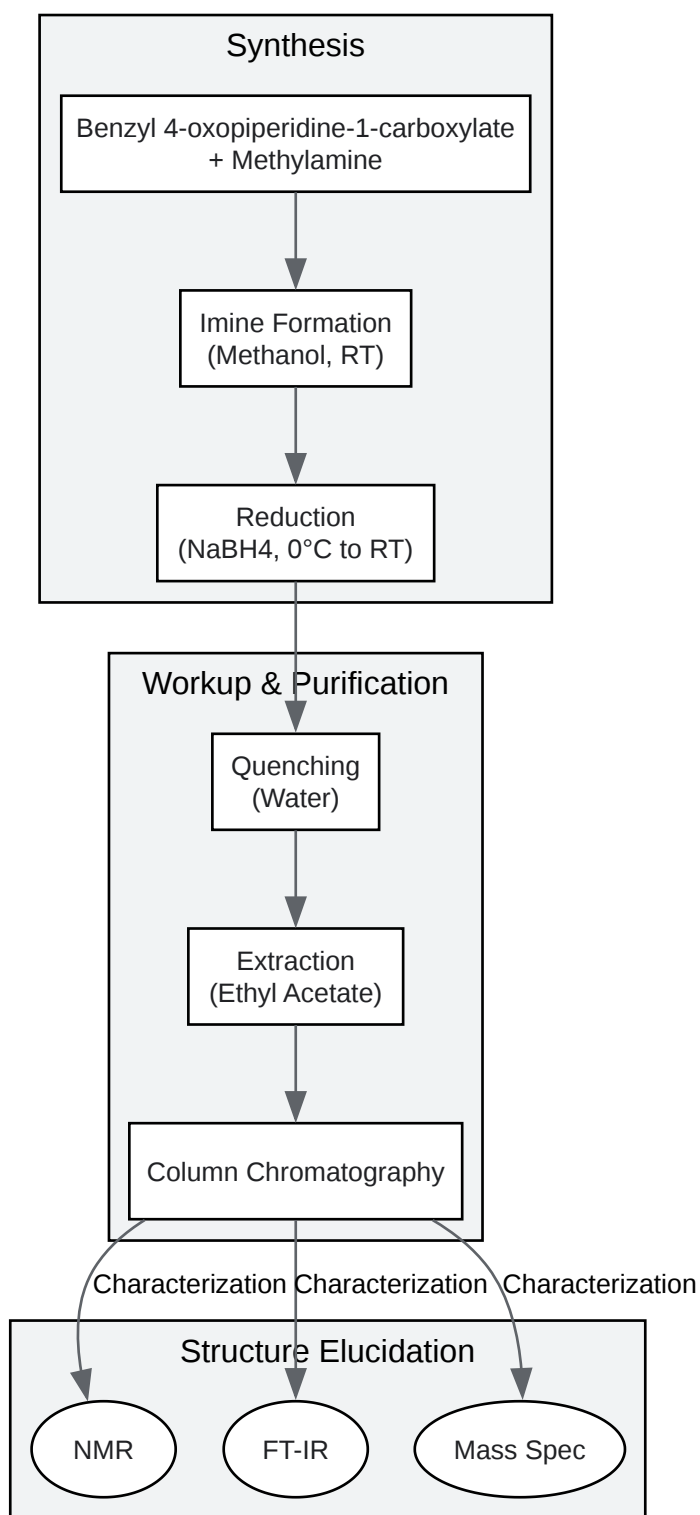 Synthesis
Benzyl 4-oxopiperidine-1-carboxylate
+ Methylamine
Imine Formation
(Methanol, RT)
Reduction
(NaBH4, 0°C to RT)
Workup & Purification
Quenching
(Water)
Extraction
(Ethyl Acetate)
Column Chromatography
Characterization
Characterization
Characterization
Structure Elucidation
NMR
FT-IR
Mass Spec